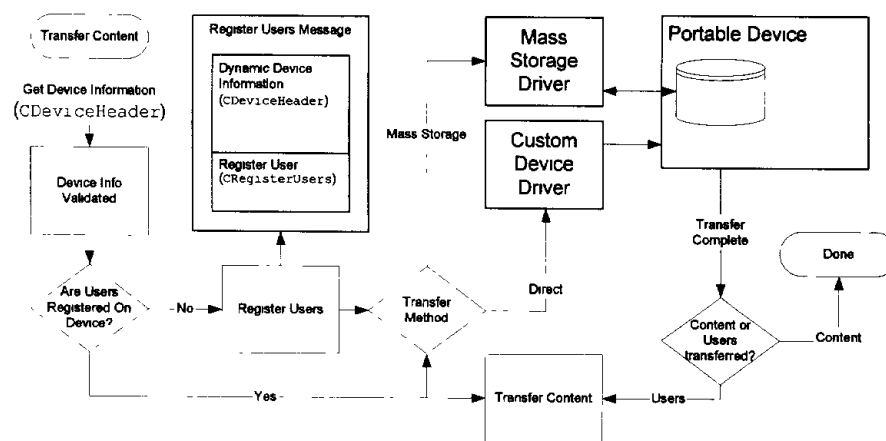 Transfer Content
Get Device Information
(CDeviceHeader)
Device Info
Validated
Are Users
Registered On
Device?
No
Yes
Register Users Message
Dynamic Device
Information
(CDeviceHeader)
Register User
(CRegisterUsers)
Register Users
Transfer
Method
Mass Storage
Direct
Mass
Storage
Driver
Custom
Device
Driver
Portable Device
Transfer
Complete
Content or
Users
transferred?
Content
Done
Users
Transfer Content